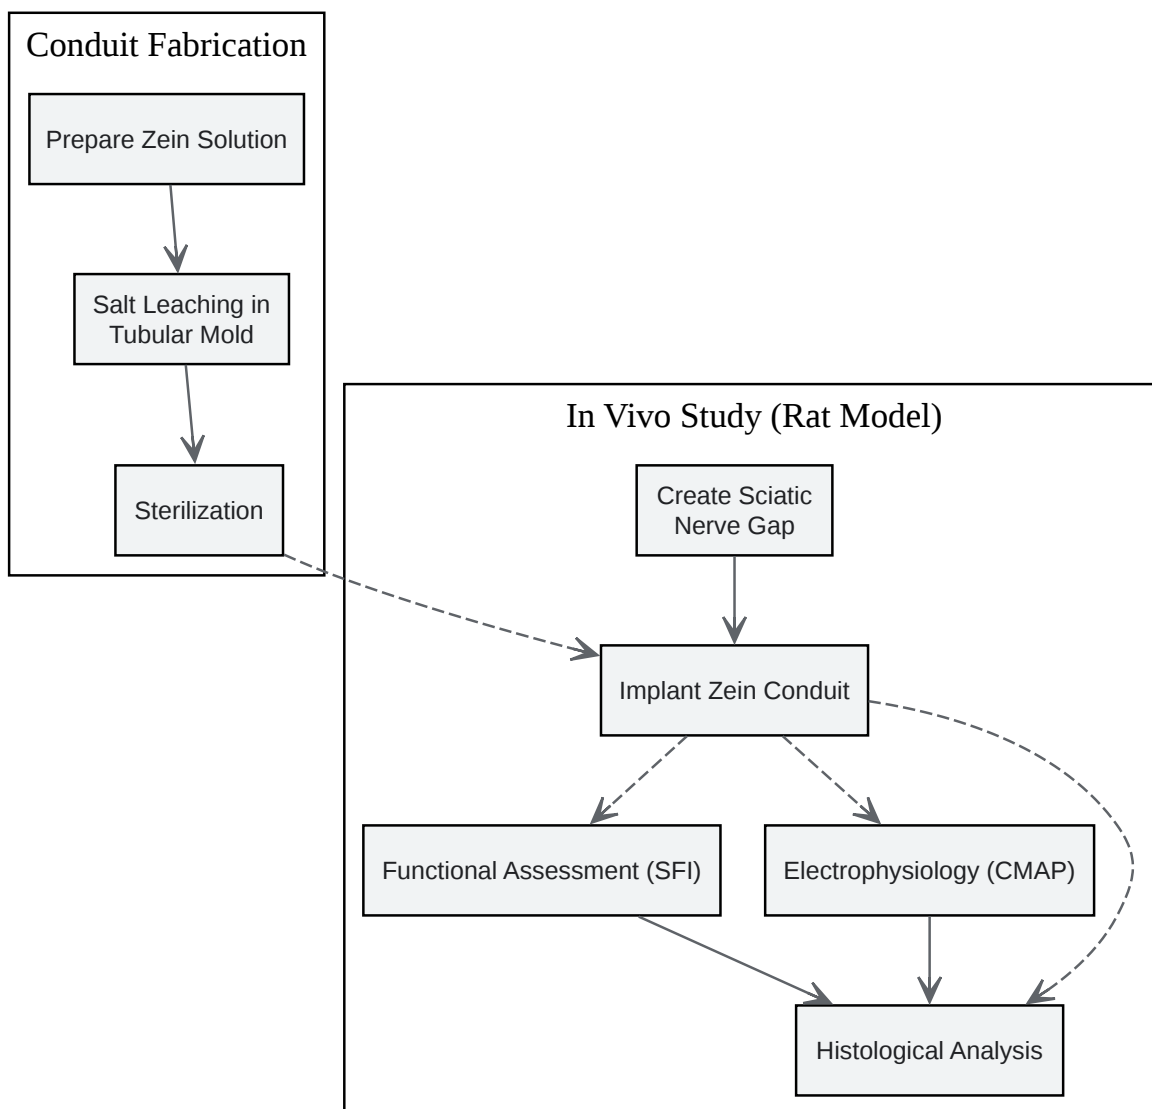 Conduit Fabrication
Prepare Zein Solution
Salt Leaching in
Tubular Mold
Sterilization
In Vivo Study (Rat Model)
Create Sciatic
Nerve Gap
Implant Zein Conduit
Functional Assessment (SFI)
Electrophysiology (CMAP)
Histological Analysis